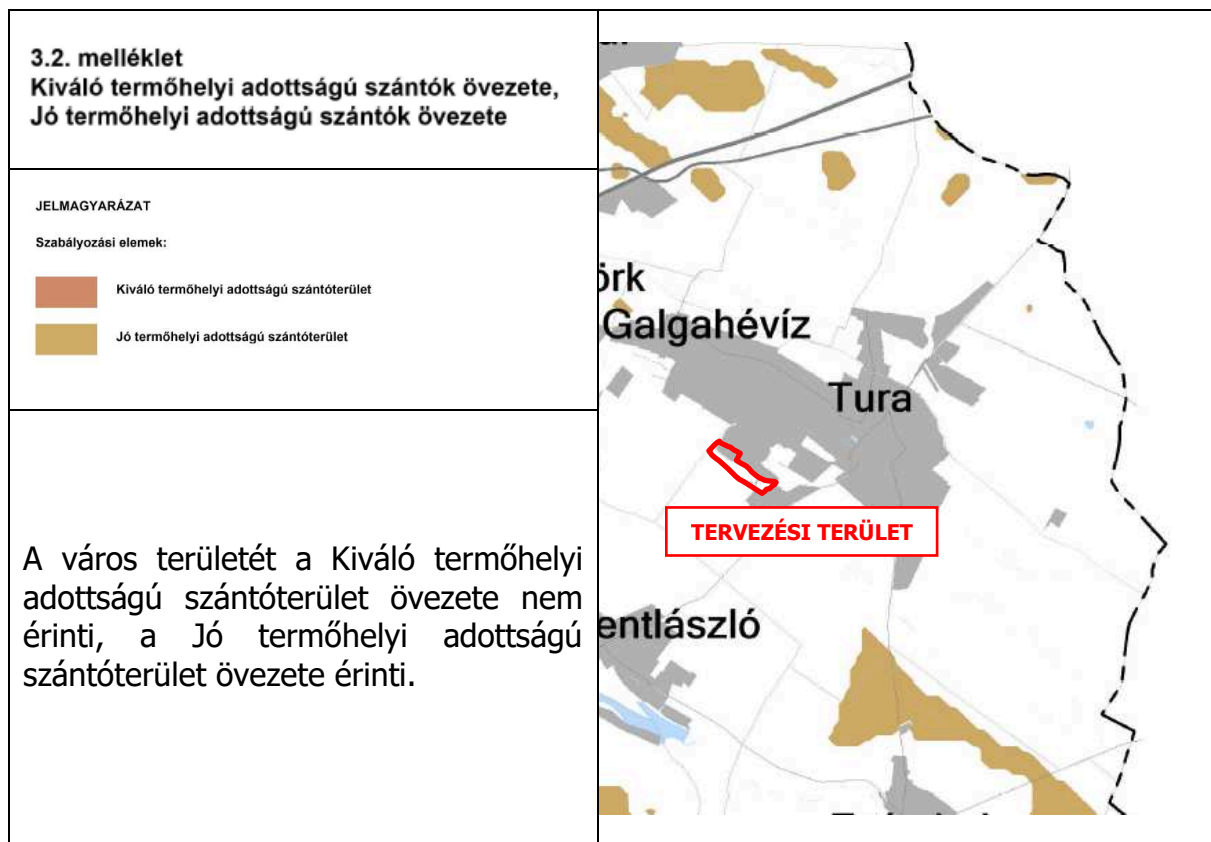 3.2. melléklet
Kiváló termőhelyi adottságú szántók övezete,
Jó termőhelyi adottságú szántók övezete
JELMAGYARÁZAT
Szabályozási elemek:
Kiváló termőhelyi adottságú szántóterület
Jó termőhelyi adottságú szántóterület
A város területét a Kiváló termőhelyi
adottságú szántóterület övezete nem
érinti, a Jó termőhelyi adottságú
szántóterület övezete érinti.
örk
Galgahévíz
Tura
TERVEZÉSI TERÜLET
entlászló